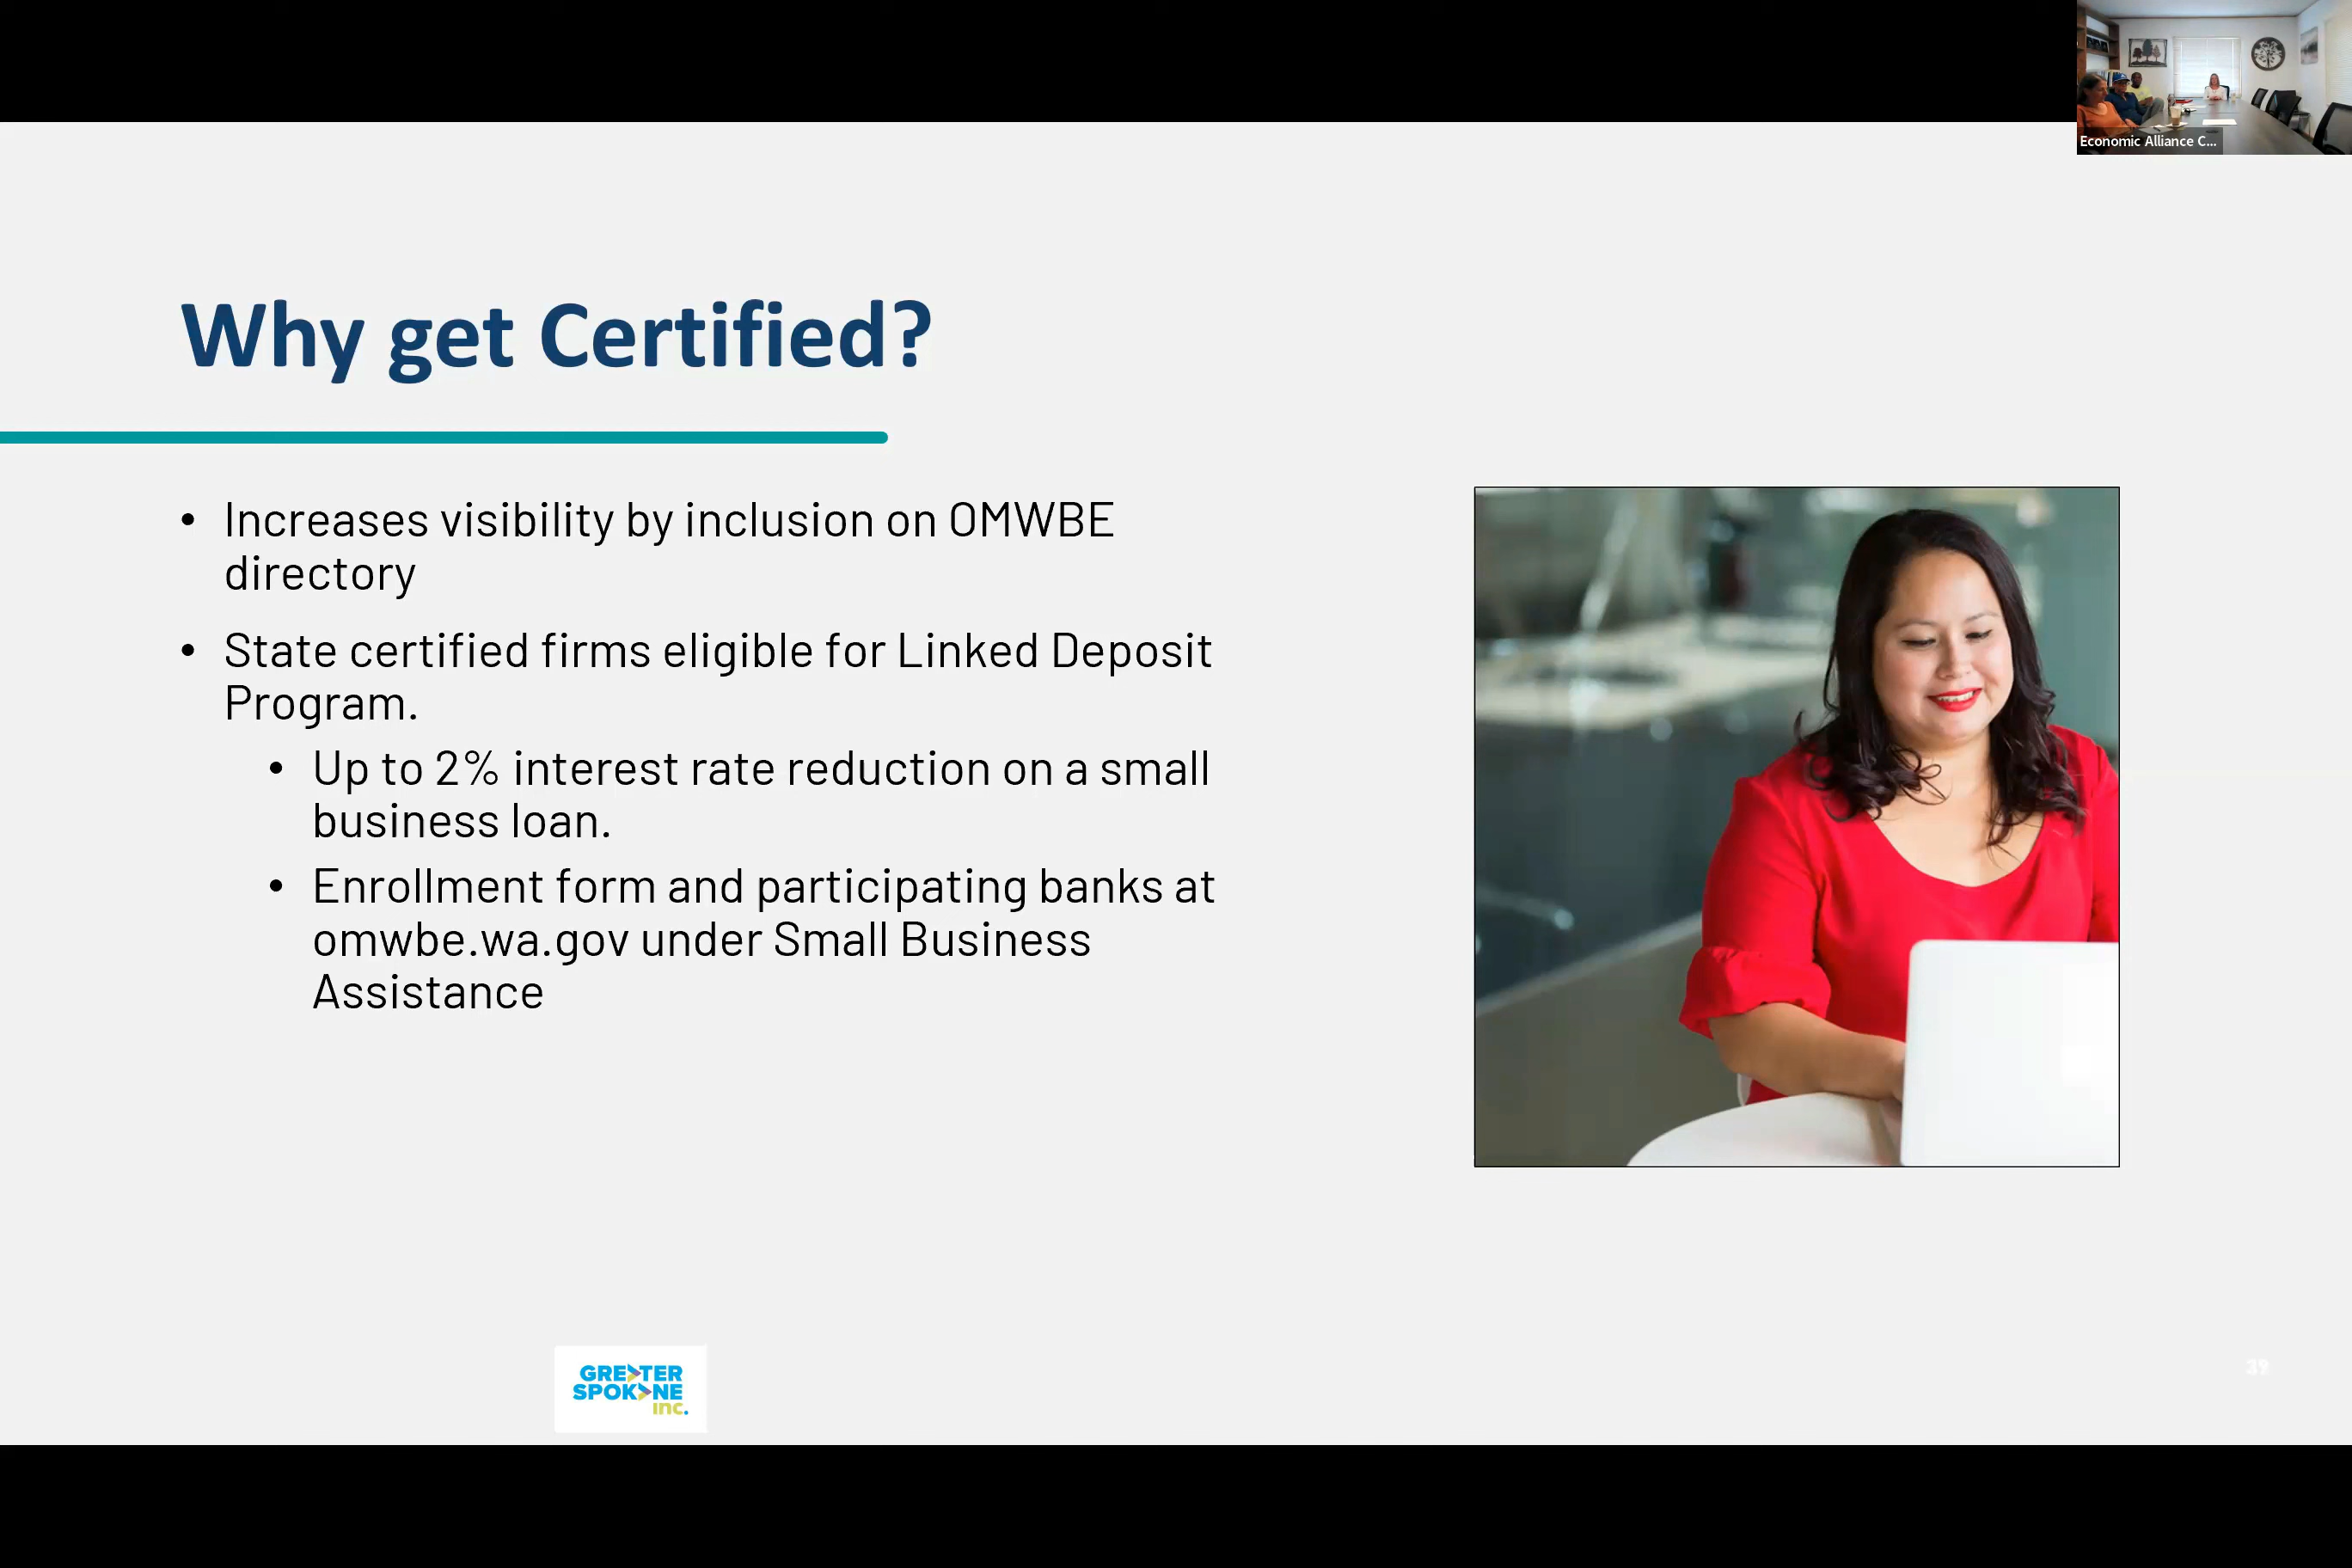 Economic Alliance C...
Why get Certified?
• Increases visibility by inclusion on OMWBE
directory
• State certified firms eligible for Linked Deposit
Program.
• Up to 2% interest rate reduction on a small
business loan.
• Enrollment form and participating banks at
omwbe.wa.gov under Small Business
Assistance
GREATER
SPOKANE
inc.
39